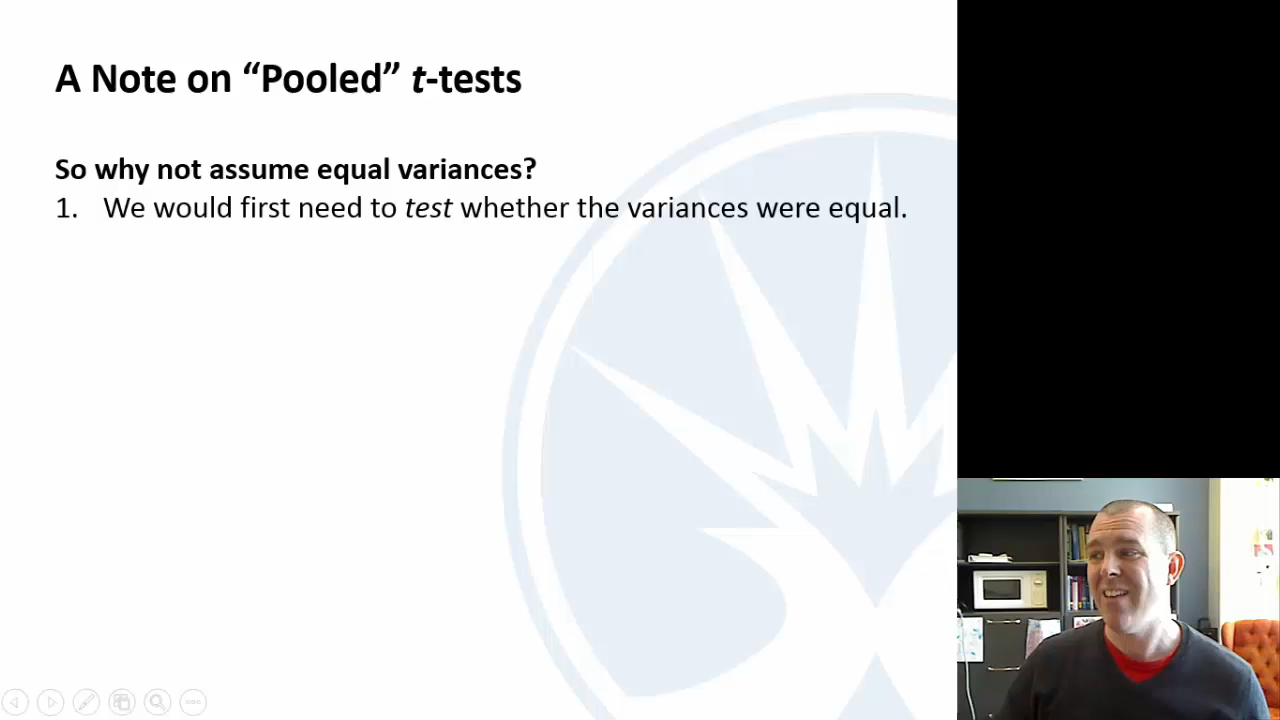 A Note on “Pooled” t-tests
So why not assume equal variances?
1. We would first need to test whether the variances were equal.